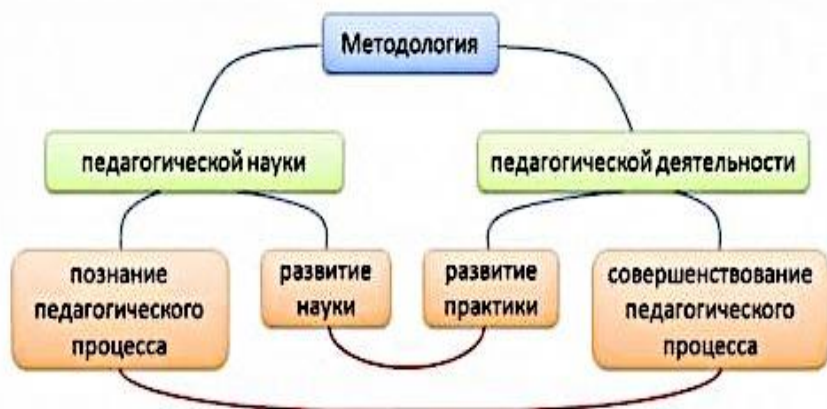 Методология
педагогической науки
педагогической деятельности
познание
педагогического
процесса
развитие
науки
развитие
практики
совершенствование
педагогического
процесса